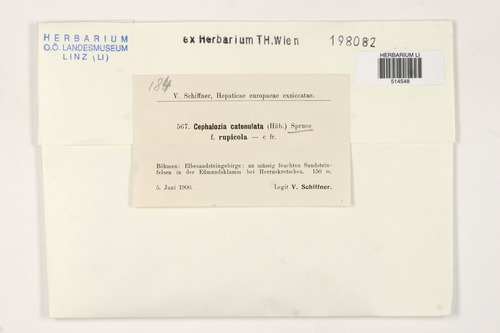 HERBARIUM
O.Ö. LANDESMUSEUM
LINZ (LI)
ex Herbarium TH.Wien
198082
HERBARIUM LI
514548
184
V. Schiffner, Hepaticae europaeae exsiccatae.
567. Cephalozia catenulata (Hüb.) Spruce
f. rupicola — c fr.
Böhmen: Elbesandsteingebirge; an mässig feuchten Sandstein-
felsen in der Edmundsklamm bei Herrnskretschen. 150 m.
5. Juni 1900.
Legit V. Schiffner.